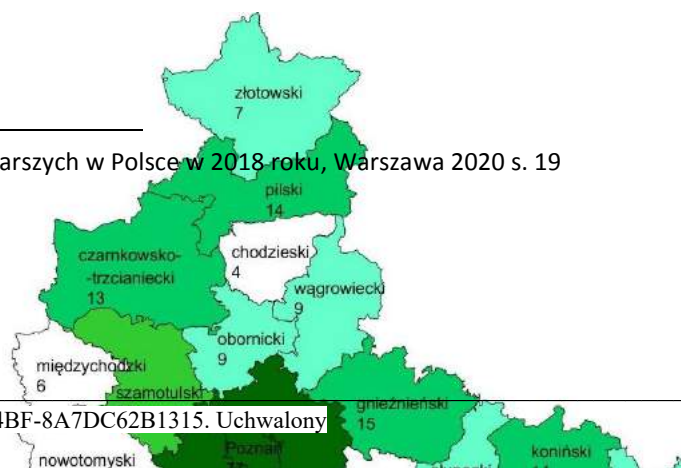 złotowski
7
arszych w Polsce w 2018 roku, Warszawa 2020 s. 19
pilski
14
chodzieski
4
czarnkowsko-
-trzcianecki
13
wągrowiecki
9
obornicki
9
międzychodzki
6
szamotulski
gnieźnieński
15
4BF-8A7DC62B1315. Uchwalony
Poznań
koniński
nowotomyski